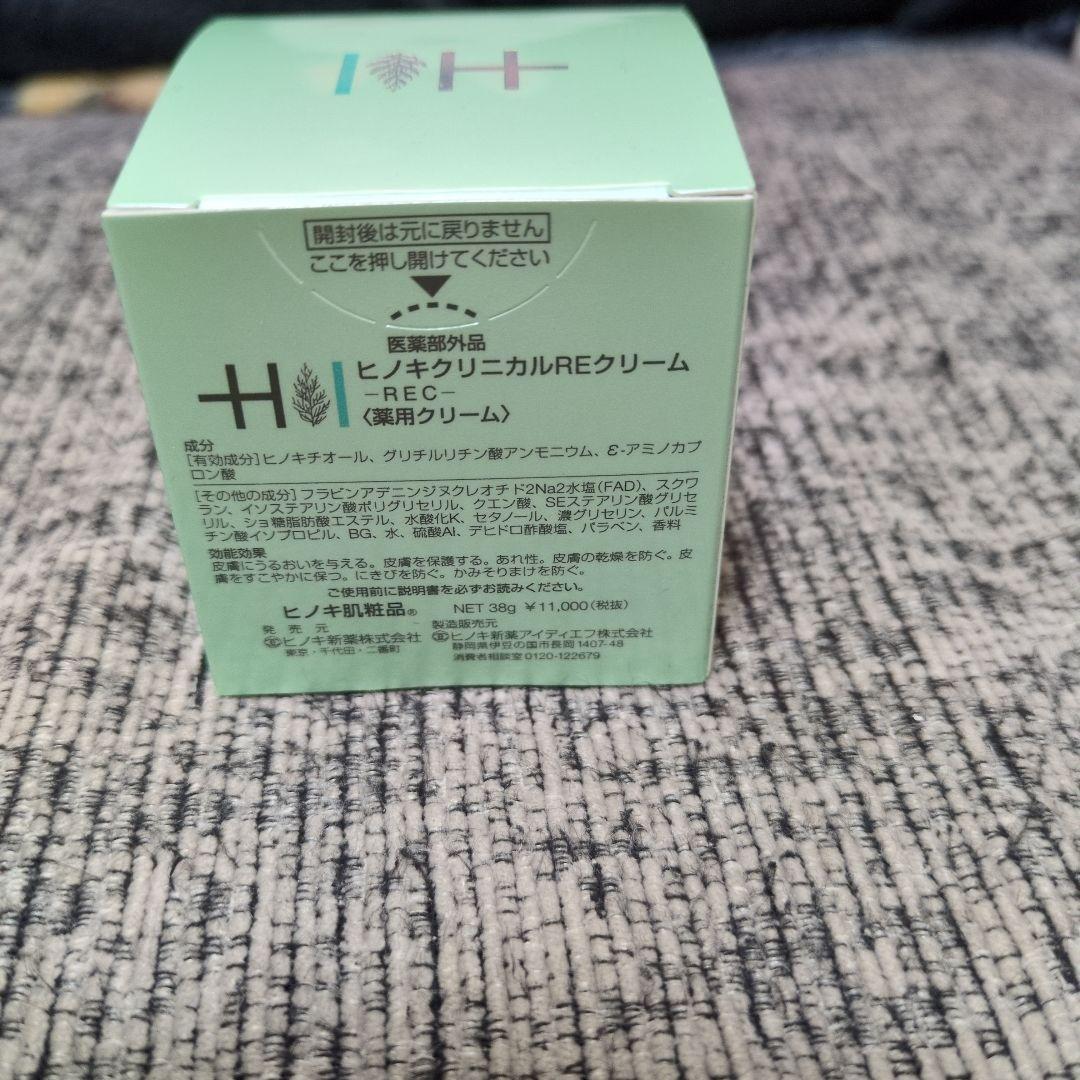 開封後は元に戻りません
ここを押し開けてください
医薬部外品
ヒノキクリニカルREクリーム
−REC−
〈薬用クリーム〉
成分
[有効成分]ヒノキチオール、グリチルリチン酸アンモニウム、ε-アミノカプ
ロン酸
[その他の成分]フラビンアデニンジヌクレオチド2Na2水塩(FAD)、スクワ
ラン、イソステアリン酸ポリグリセリル、クエン酸、SEステアリン酸グリセ
リル、ショ糖脂肪酸エステル、水酸化K、セタノール、濃グリセリン、パルミ
チン酸イソプロピル、BG、水、硫酸Al、デヒドロ酢酸塩、パラベン、香料
効能効果
皮膚にうるおいを与える。皮膚を保護する。あれ性。皮膚の乾燥を防ぐ。皮
膚をすこやかに保つ。にきびを防ぐ。かみそりまけを防ぐ。
ご使用前に説明書を必ずお読みください。
ヒノキ肌粧品® NET 38g ¥11,000(税抜)
発売元
ヒノキ新薬株式会社
東京・千代田・二番町
製造販売元
ヒノキ新薬アイディエフ株式会社
静岡県伊豆の国市長岡1407-48
消費者相談室0120-122679